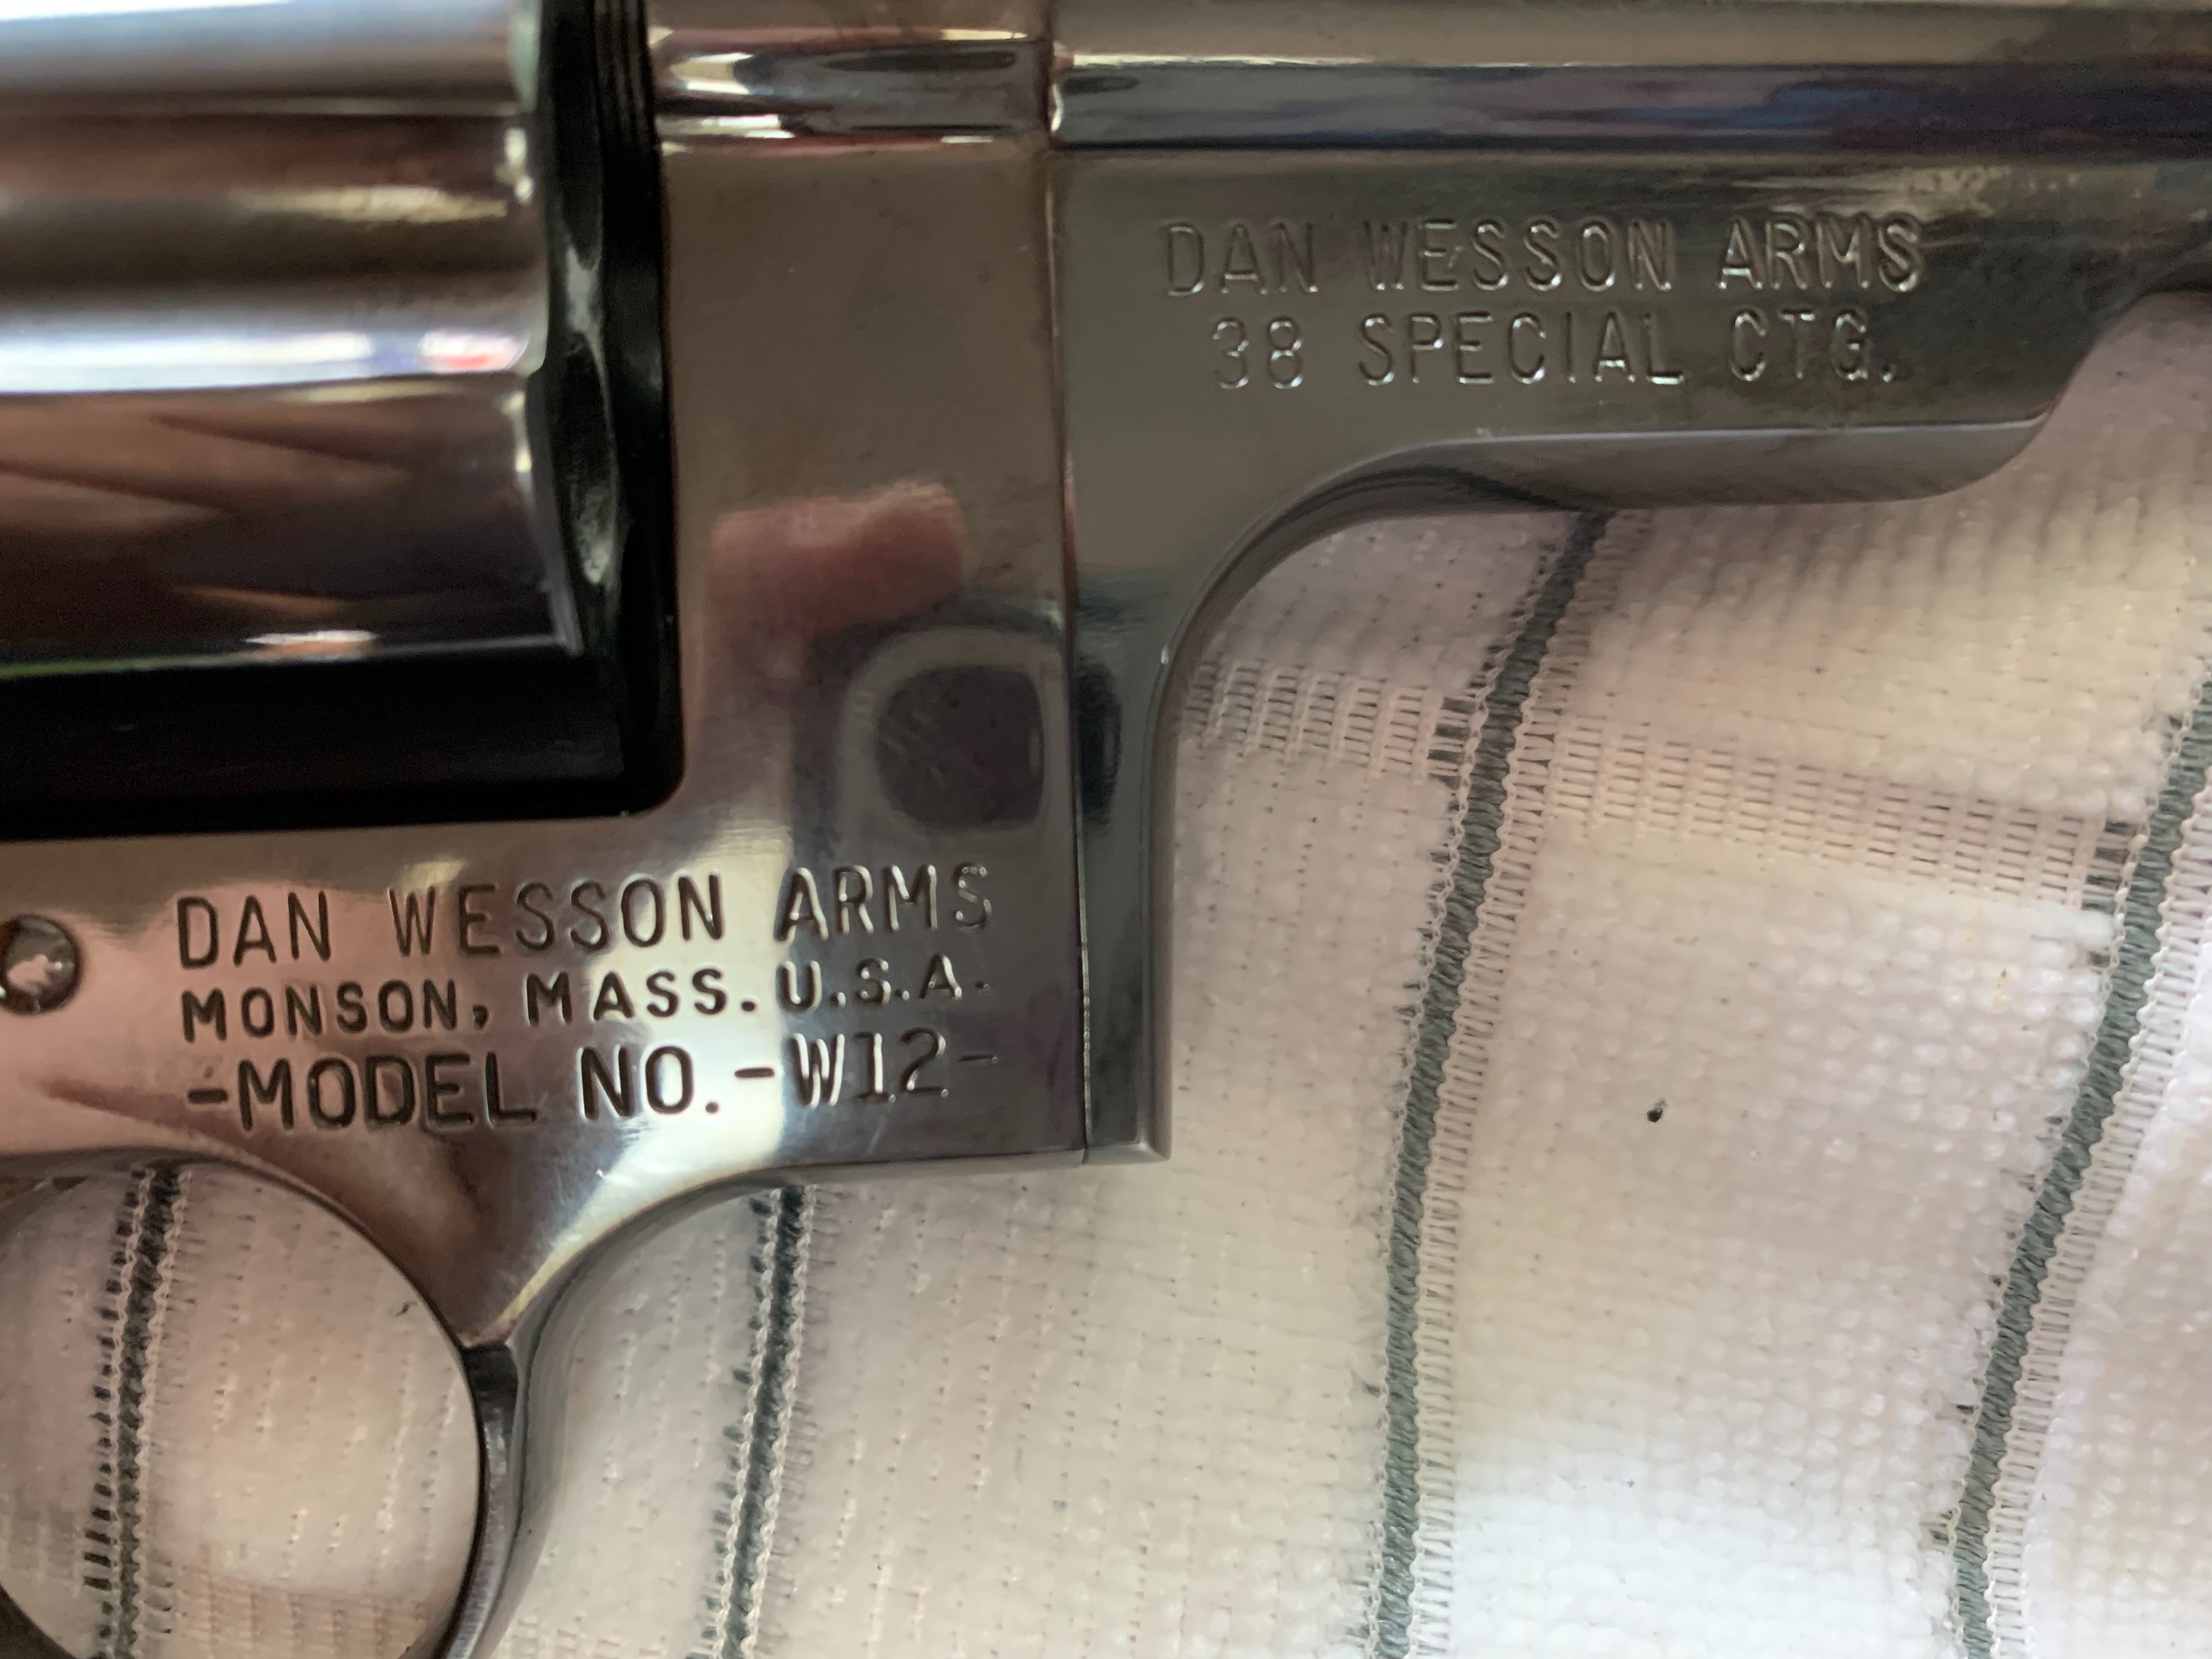 DAN WESSON ARMS
38 SPECIAL CTG.
DAN WESSON ARMS
MONSON, MASS. U.S.A.
-MODEL NO.-W12-